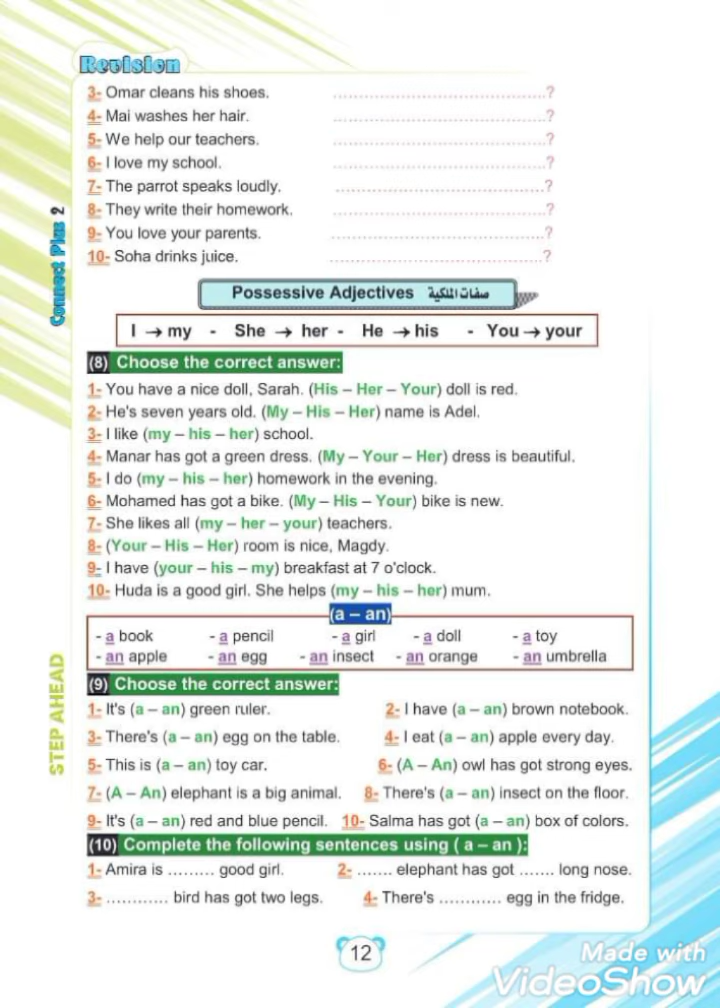 Revision
3- Omar cleans his shoes. ........................................?
4- Mai washes her hair. ........................................?
5- We help our teachers. ........................................?
6- I love my school. ........................................?
7- The parrot speaks loudly. ........................................?
8- They write their homework. ........................................?
9- You love your parents. ........................................?
10- Soha drinks juice. ........................................?
Connect Plus 2
Possessive Adjectives صفات الملكية
I → my - She → her - He → his - You → your
(8) Choose the correct answer:
1- You have a nice doll, Sarah. (His – Her – Your) doll is red.
2- He's seven years old. (My – His – Her) name is Adel.
3- I like (my – his – her) school.
4- Manar has got a green dress. (My – Your – Her) dress is beautiful.
5- I do (my – his – her) homework in the evening.
6- Mohamed has got a bike. (My – His – Your) bike is new.
7- She likes all (my – her – your) teachers.
8- (Your – His – Her) room is nice, Magdy.
9- I have (your – his – my) breakfast at 7 o'clock.
10- Huda is a good girl. She helps (my – his – her) mum.
(a – an)
- a book - a pencil - a girl - a doll - a toy
- an apple - an egg - an insect - an orange - an umbrella
STEP AHEAD
(9) Choose the correct answer:
1- It's (a – an) green ruler. 2- I have (a – an) brown notebook.
3- There's (a – an) egg on the table. 4- I eat (a – an) apple every day.
5- This is (a – an) toy car. 6- (A – An) owl has got strong eyes.
7- (A – An) elephant is a big animal. 8- There's (a – an) insect on the floor.
9- It's (a – an) red and blue pencil. 10- Salma has got (a – an) box of colors.
(10) Complete the following sentences using ( a – an ):
1- Amira is ......... good girl. 2- ....... elephant has got ....... long nose.
3- ............ bird has got two legs. 4- There's ............ egg in the fridge.
12
Made with
VideoShow